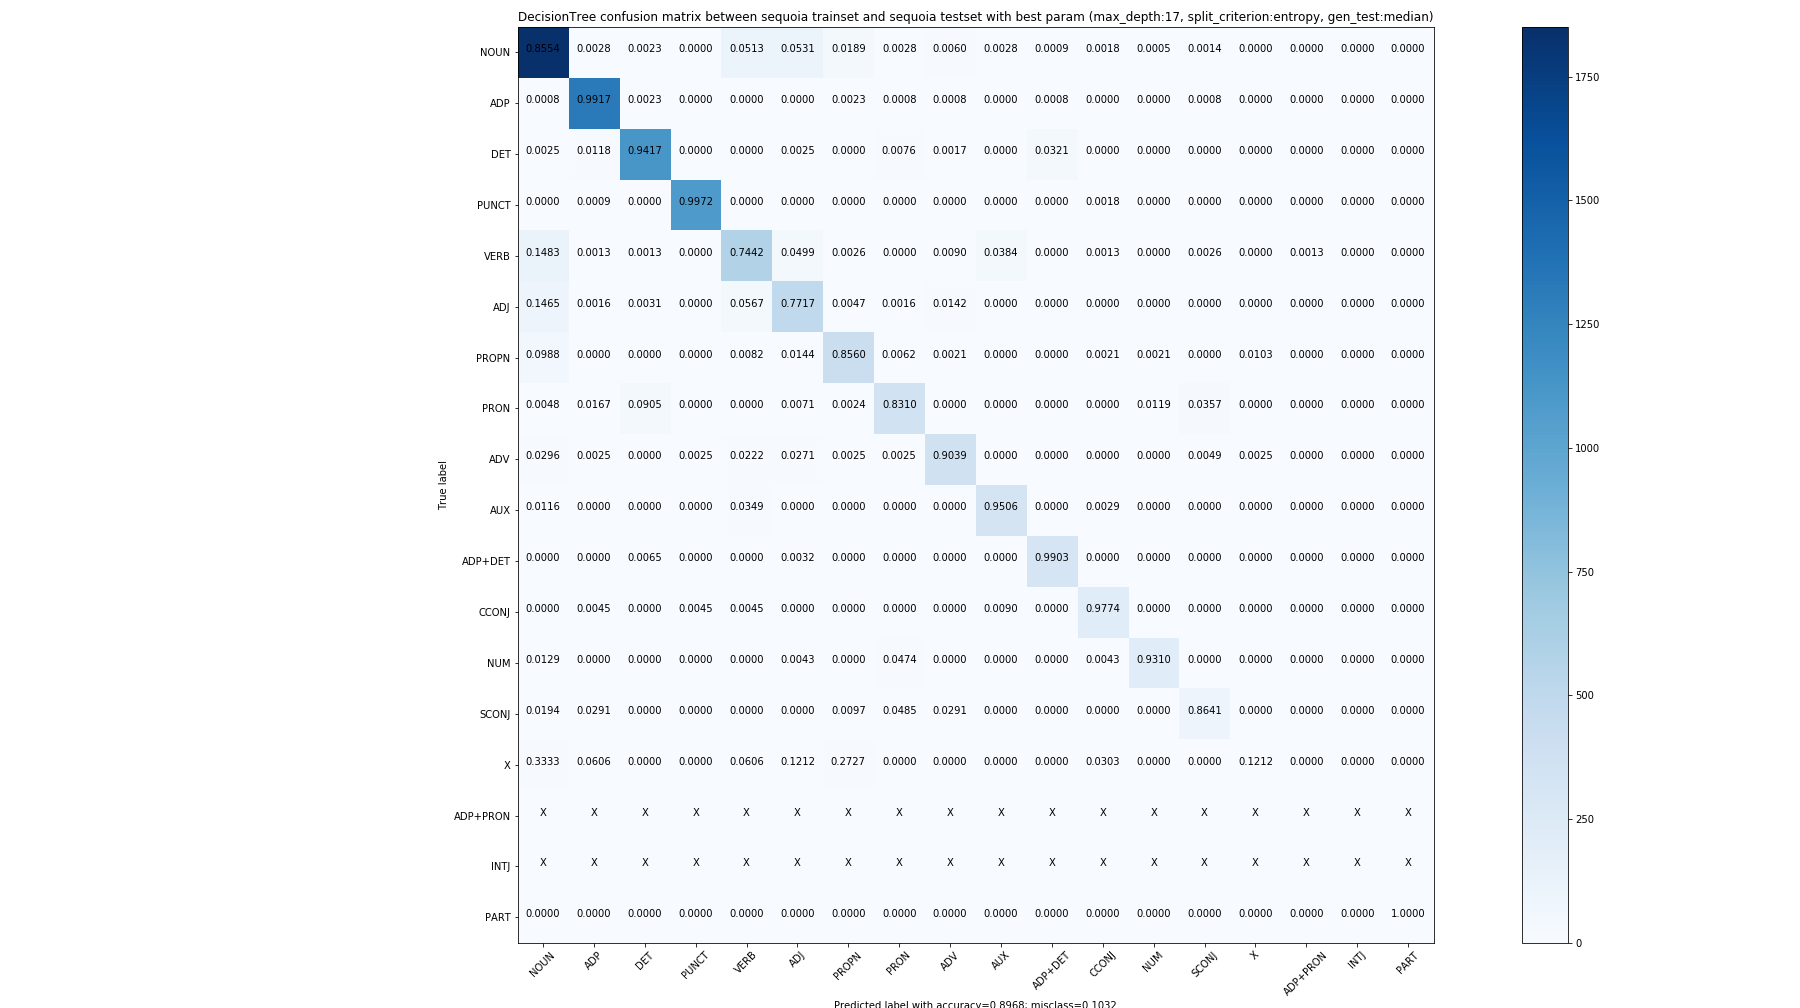 DecisionTree confusion matrix between sequoia trainset and sequoia testset with best param (max_depth:17, split_criterion:entropy, gen_test:median)
NOUN 0.8554 0.0028 0.0023 0.0000 0.0513 0.0531 0.0189 0.0028 0.0060 0.0028 0.0009 0.0018 0.0005 0.0014 0.0000 0.0000 0.0000 0.0000
ADP 0.0008 0.9917 0.0023 0.0000 0.0000 0.0000 0.0023 0.0008 0.0008 0.0000 0.0008 0.0000 0.0000 0.0008 0.0000 0.0000 0.0000 0.0000
DET 0.0025 0.0118 0.9417 0.0000 0.0000 0.0025 0.0000 0.0076 0.0017 0.0000 0.0321 0.0000 0.0000 0.0000 0.0000 0.0000 0.0000 0.0000
PUNCT 0.0000 0.0009 0.0000 0.9972 0.0000 0.0000 0.0000 0.0000 0.0000 0.0000 0.0000 0.0018 0.0000 0.0000 0.0000 0.0000 0.0000 0.0000
VERB 0.1483 0.0013 0.0013 0.0000 0.7442 0.0499 0.0026 0.0000 0.0090 0.0384 0.0000 0.0013 0.0000 0.0026 0.0000 0.0013 0.0000 0.0000
ADJ 0.1465 0.0016 0.0031 0.0000 0.0567 0.7717 0.0047 0.0016 0.0142 0.0000 0.0000 0.0000 0.0000 0.0000 0.0000 0.0000 0.0000 0.0000
PROPN 0.0988 0.0000 0.0000 0.0000 0.0082 0.0144 0.8560 0.0062 0.0021 0.0000 0.0000 0.0021 0.0021 0.0000 0.0103 0.0000 0.0000 0.0000
PRON 0.0048 0.0167 0.0905 0.0000 0.0000 0.0071 0.0024 0.8310 0.0000 0.0000 0.0000 0.0000 0.0119 0.0357 0.0000 0.0000 0.0000 0.0000
ADV 0.0296 0.0025 0.0000 0.0025 0.0222 0.0271 0.0025 0.0025 0.9039 0.0000 0.0000 0.0000 0.0000 0.0049 0.0025 0.0000 0.0000 0.0000
AUX 0.0116 0.0000 0.0000 0.0000 0.0349 0.0000 0.0000 0.0000 0.0000 0.9506 0.0000 0.0029 0.0000 0.0000 0.0000 0.0000 0.0000 0.0000
ADP+DET 0.0000 0.0000 0.0065 0.0000 0.0000 0.0032 0.0000 0.0000 0.0000 0.0000 0.9903 0.0000 0.0000 0.0000 0.0000 0.0000 0.0000 0.0000
CCONJ 0.0000 0.0045 0.0000 0.0045 0.0045 0.0000 0.0000 0.0000 0.0000 0.0090 0.0000 0.9774 0.0000 0.0000 0.0000 0.0000 0.0000 0.0000
NUM 0.0129 0.0000 0.0000 0.0000 0.0000 0.0043 0.0000 0.0474 0.0000 0.0000 0.0000 0.0043 0.9310 0.0000 0.0000 0.0000 0.0000 0.0000
SCONJ 0.0194 0.0291 0.0000 0.0000 0.0000 0.0000 0.0097 0.0485 0.0291 0.0000 0.0000 0.0000 0.0000 0.8641 0.0000 0.0000 0.0000 0.0000
X 0.3333 0.0606 0.0000 0.0000 0.0606 0.1212 0.2727 0.0000 0.0000 0.0000 0.0000 0.0303 0.0000 0.0000 0.1212 0.0000 0.0000 0.0000
ADP+PRON X X X X X X X X X X X X X X X X X X
INTJ X X X X X X X X X X X X X X X X X X
PART 0.0000 0.0000 0.0000 0.0000 0.0000 0.0000 0.0000 0.0000 0.0000 0.0000 0.0000 0.0000 0.0000 0.0000 0.0000 0.0000 0.0000 1.0000
NOUN ADP DET PUNCT VERB ADJ PROPN PRON ADV AUX ADP+DET CCONJ NUM SCONJ X ADP+PRON INTJ PART
True label
Predicted label with accuracy=0.8968; misclass=0.1032
1750
1500
1250
1000
750
500
250
0